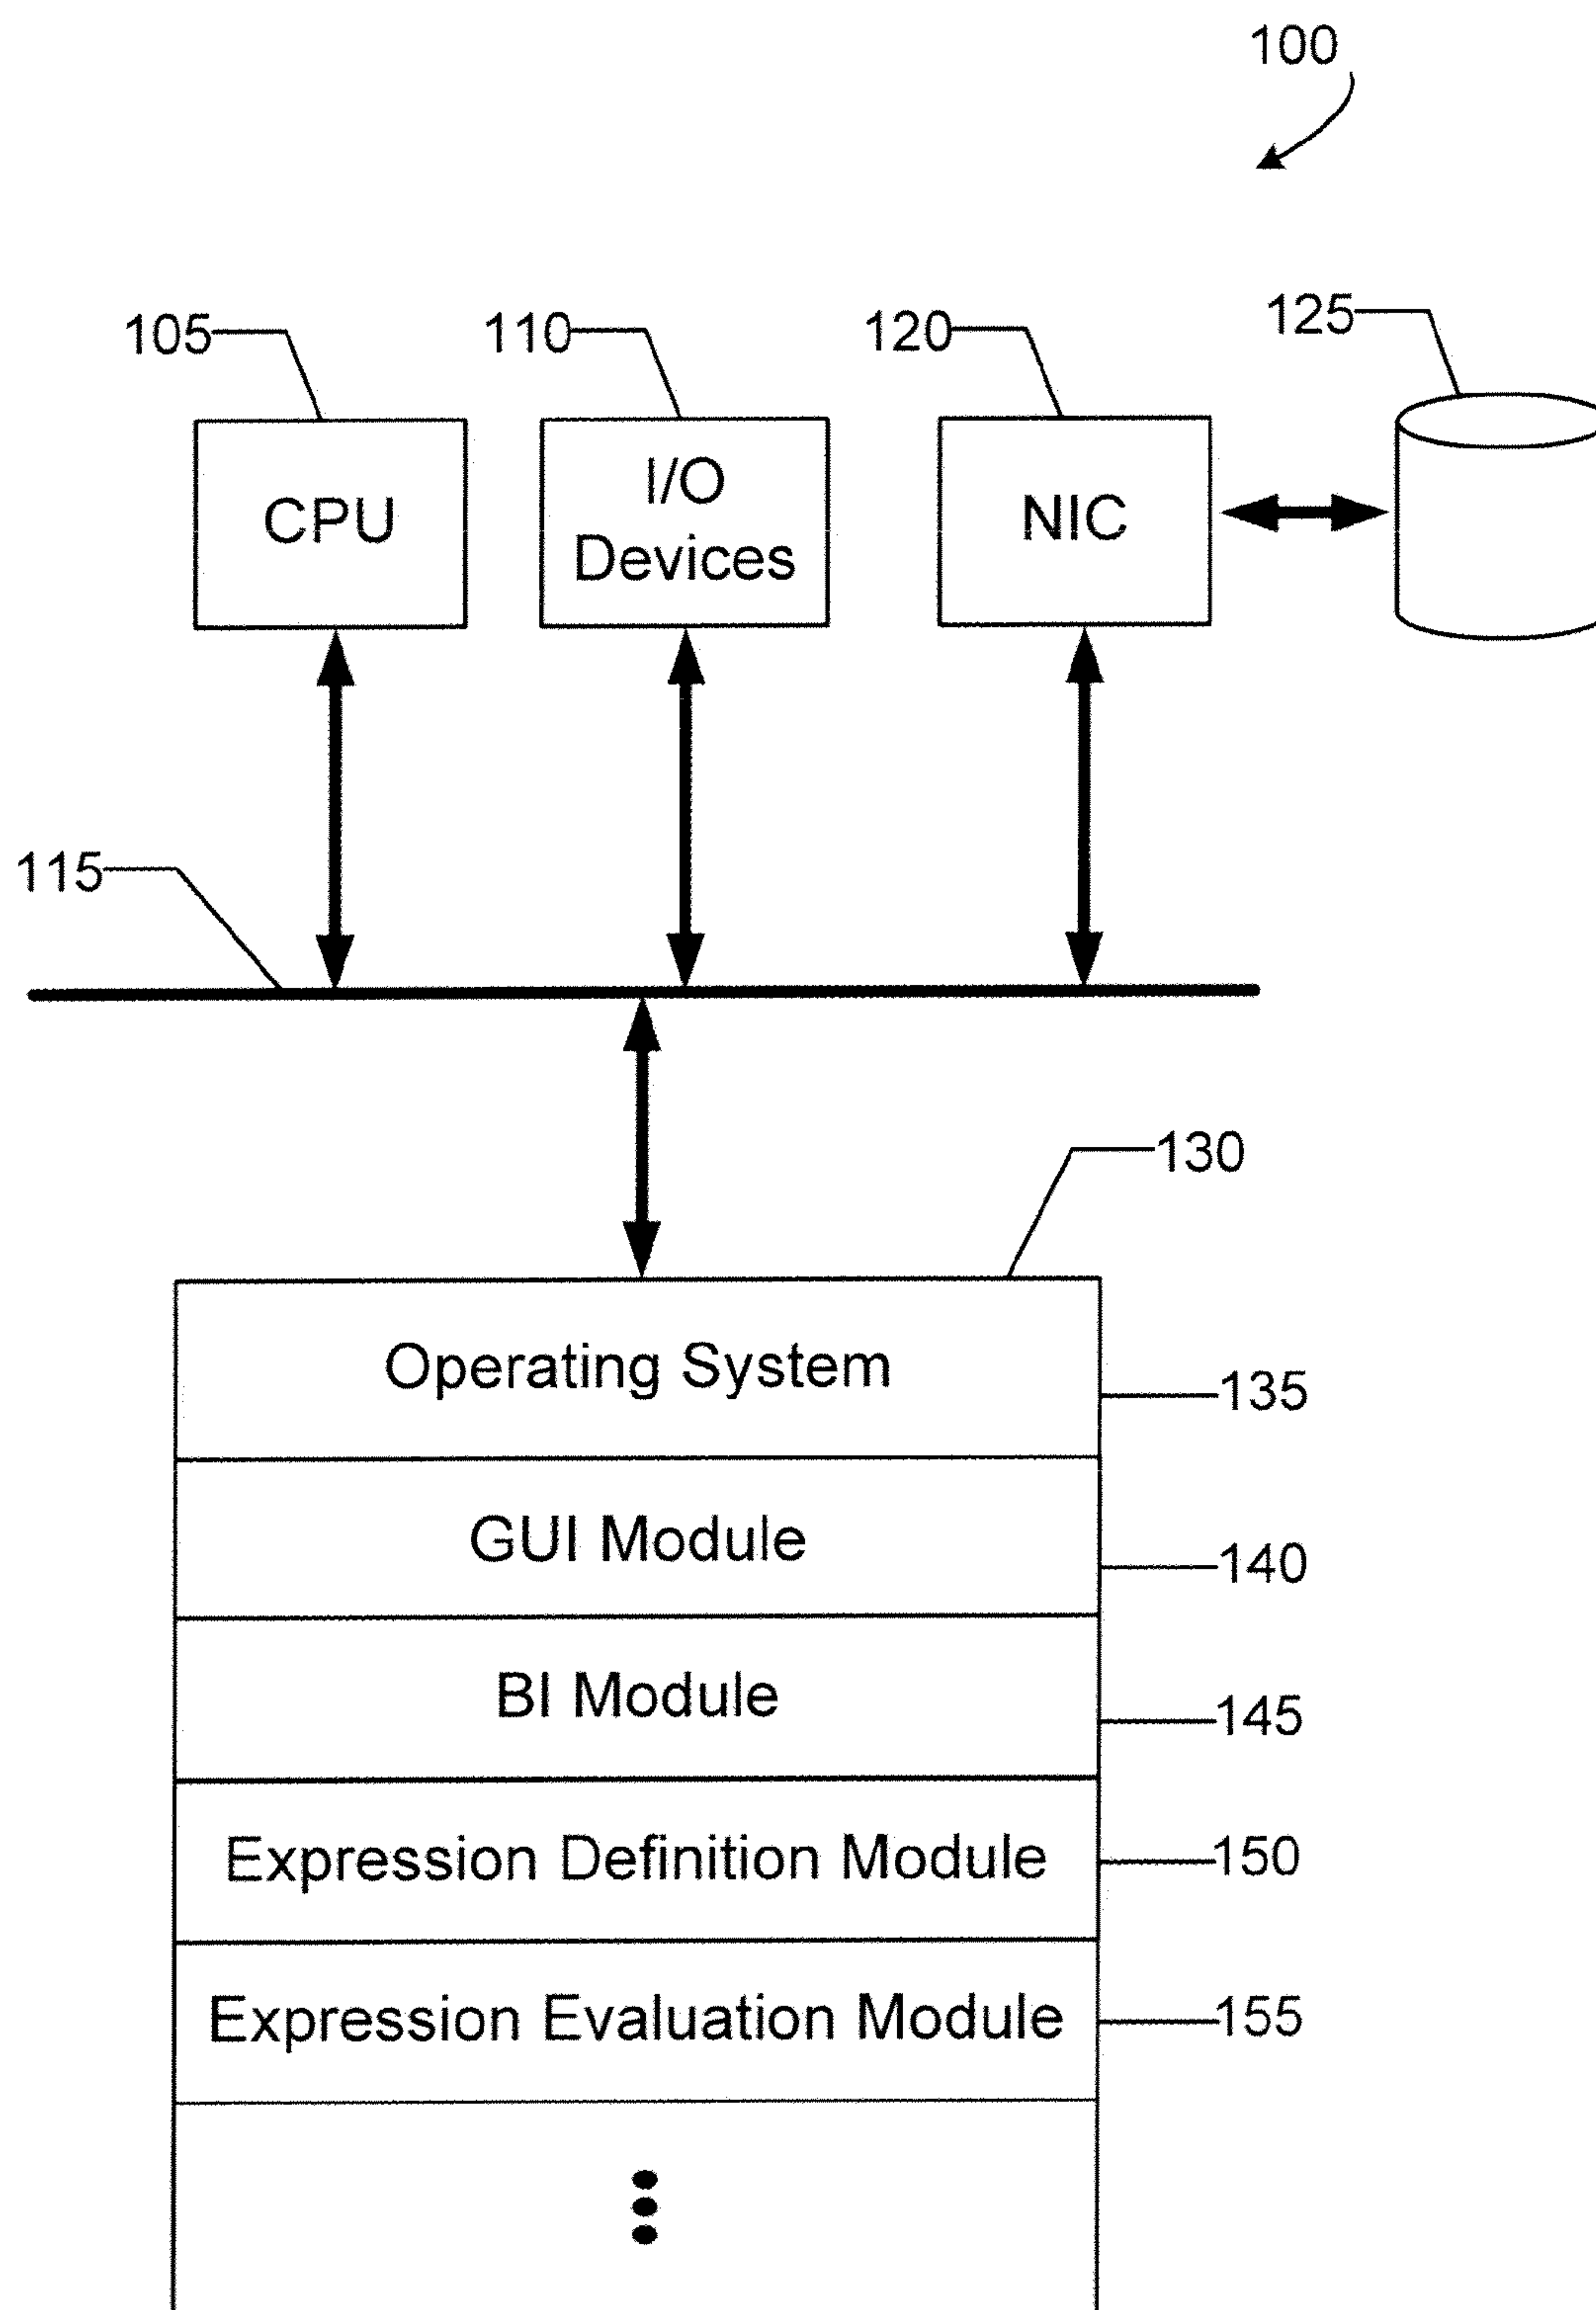 100
105
110
120
125
CPU
I/O
Devices
NIC
115
130
Operating System
135
GUI Module
140
BI Module
145
Expression Definition Module
150
Expression Evaluation Module
155